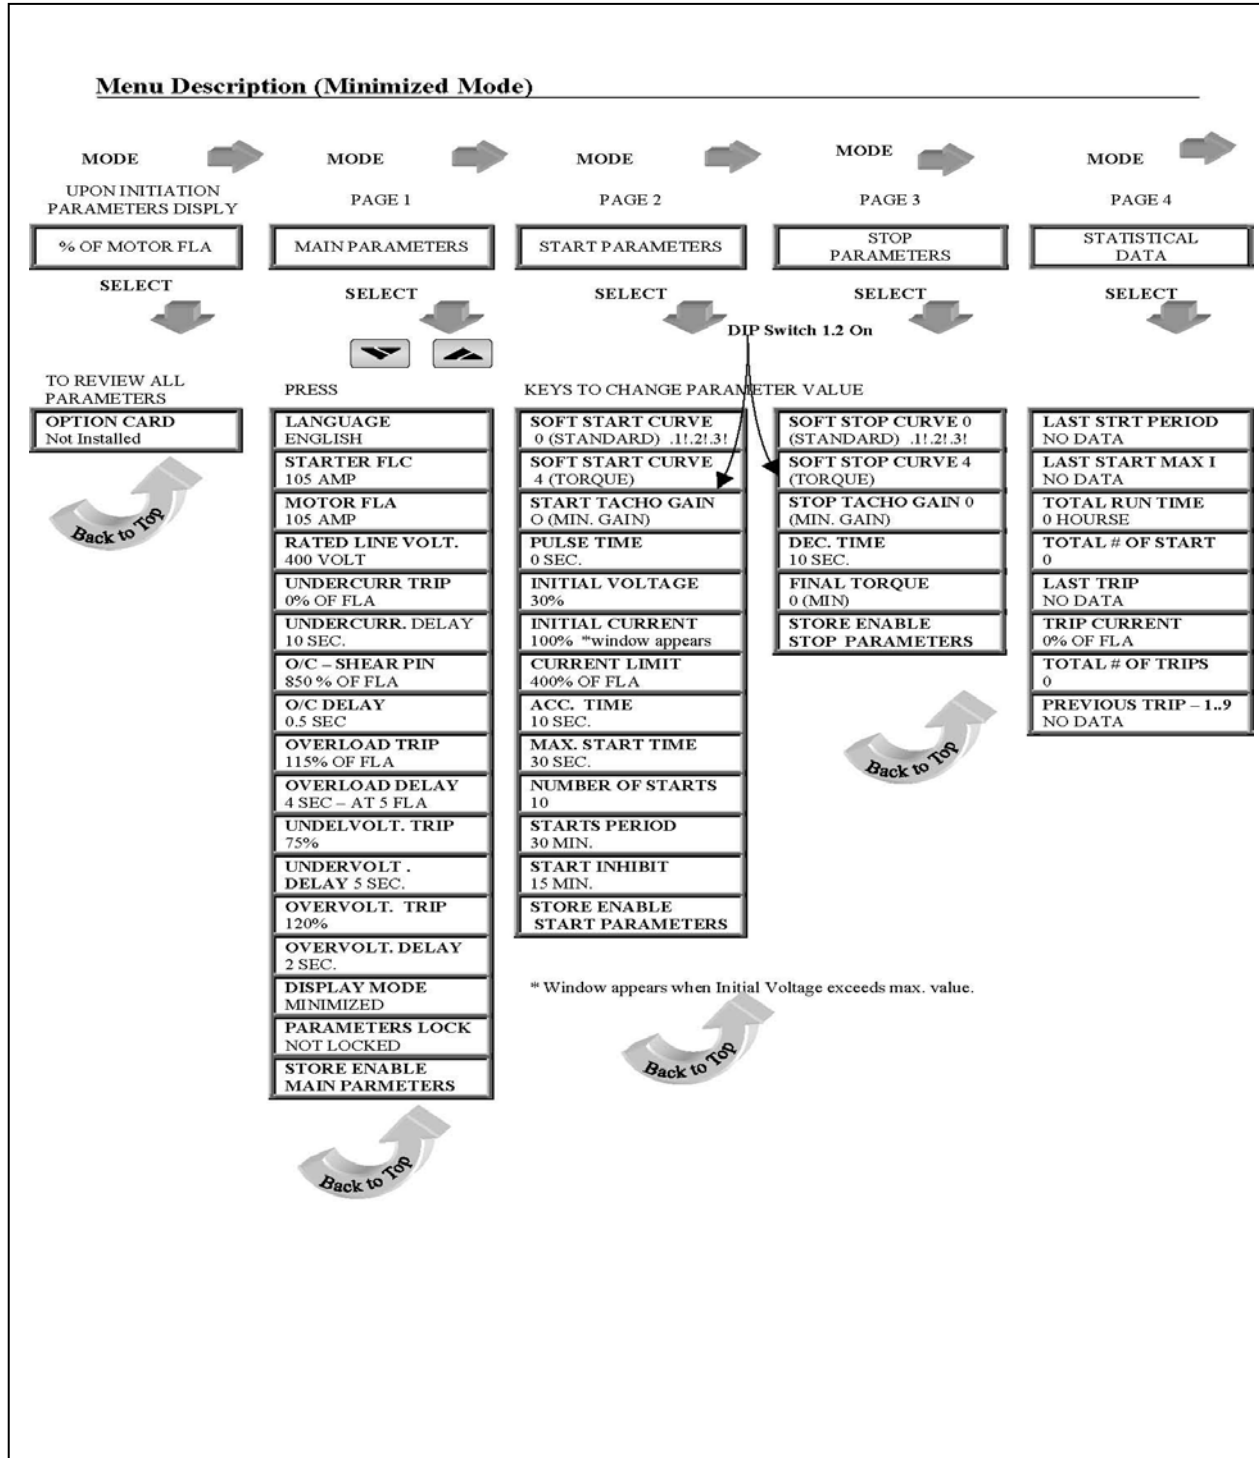 Menu Description (Minimized Mode)
MODE
MODE
MODE
MODE
MODE
UPON INITIATION
PARAMETERS DISPLY
PAGE 1
PAGE 2
PAGE 3
PAGE 4
% OF MOTOR FLA
MAIN PARAMETERS
START PARAMETERS
STOP
PARAMETERS
STATISTICAL
DATA
SELECT
SELECT
SELECT
SELECT
SELECT
DIP Switch 1.2 On
TO REVIEW ALL
PARAMETERS
PRESS
KEYS TO CHANGE PARAMETER VALUE
OPTION CARD
Not Installed
Back to Top
LANGUAGE
ENGLISH
STARTER FLC
105 AMP
MOTOR FLA
105 AMP
RATED LINE VOLT.
400 VOLT
UNDERCURR TRIP
0% OF FLA
UNDERCURR. DELAY
10 SEC.
O/C – SHEAR PIN
850 % OF FLA
O/C DELAY
0.5 SEC
OVERLOAD TRIP
115% OF FLA
OVERLOAD DELAY
4 SEC – AT 5 FLA
UNDELVOLT. TRIP
75%
UNDERVOLT .
DELAY 5 SEC.
OVERVOLT. TRIP
120%
OVERVOLT. DELAY
2 SEC.
DISPLAY MODE
MINIMIZED
PARAMETERS LOCK
NOT LOCKED
STORE ENABLE
MAIN PARMETERS
Back to Top
SOFT START CURVE
0 (STANDARD) .1!.2!.3!
SOFT START CURVE
4 (TORQUE)
START TACHO GAIN
O (MIN. GAIN)
PULSE TIME
0 SEC.
INITIAL VOLTAGE
30%
INITIAL CURRENT
100% *window appears
CURRENT LIMIT
400% OF FLA
ACC. TIME
10 SEC.
MAX. START TIME
30 SEC.
NUMBER OF STARTS
10
STARTS PERIOD
30 MIN.
START INHIBIT
15 MIN.
STORE ENABLE
START PARAMETERS
* Window appears when Initial Voltage exceeds max. value.
Back to Top
SOFT STOP CURVE 0
(STANDARD) .1!.2!.3!
SOFT STOP CURVE 4
(TORQUE)
STOP TACHO GAIN 0
(MIN. GAIN)
DEC. TIME
10 SEC.
FINAL TORQUE
0 (MIN)
STORE ENABLE
STOP PARAMETERS
Back to Top
LAST STRT PERIOD
NO DATA
LAST START MAX I
NO DATA
TOTAL RUN TIME
0 HOURSE
TOTAL # OF START
0
LAST TRIP
NO DATA
TRIP CURRENT
0% OF FLA
TOTAL # OF TRIPS
0
PREVIOUS TRIP – 1..9
NO DATA